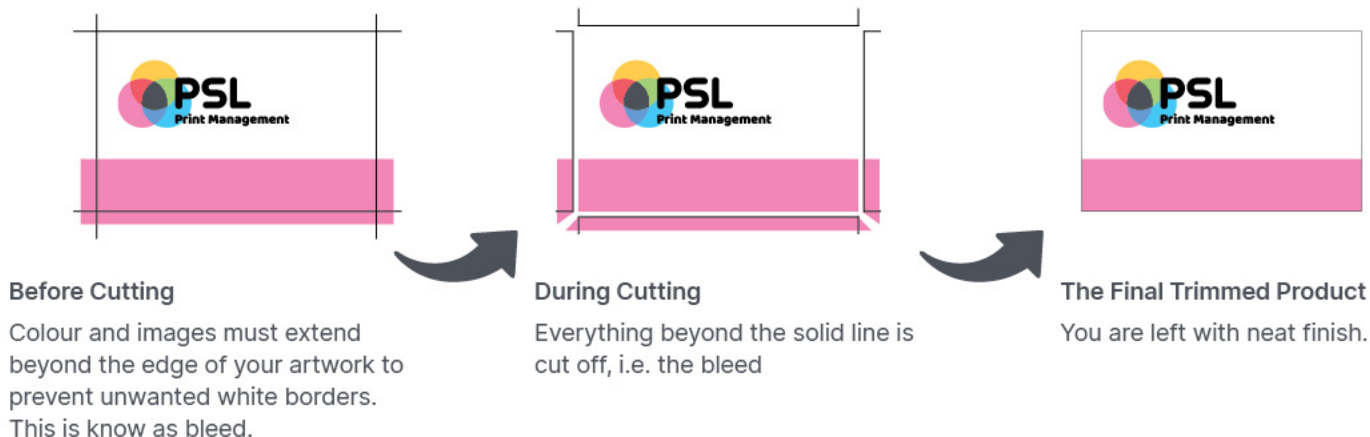 PSL
Print Management
PSL
Print Management
PSL
Print Management
Before Cutting
Colour and images must extend
beyond the edge of your artwork to
prevent unwanted white borders.
This is know as bleed.
During Cutting
Everything beyond the solid line is
cut off, i.e. the bleed
The Final Trimmed Product
You are left with neat finish.